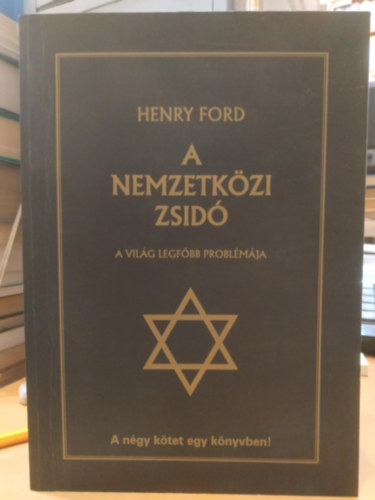 HENRY FORD
A
NEMZETKÖZI
ZSIDÓ
A VILÁG LEGFŐBB PROBLÉMÁJA
A négy kötet egy könyvben!